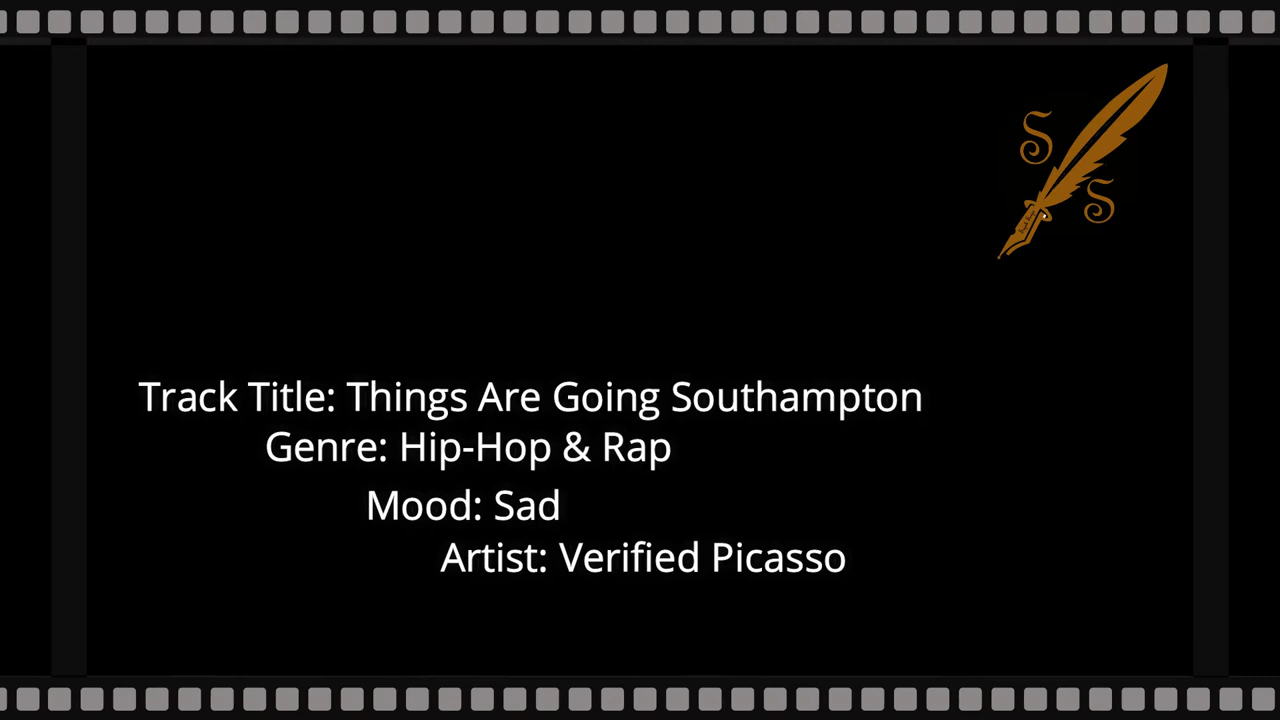 S
S
Track Title: Things Are Going Southampton
Genre: Hip-Hop & Rap
Mood: Sad
Artist: Verified Picasso